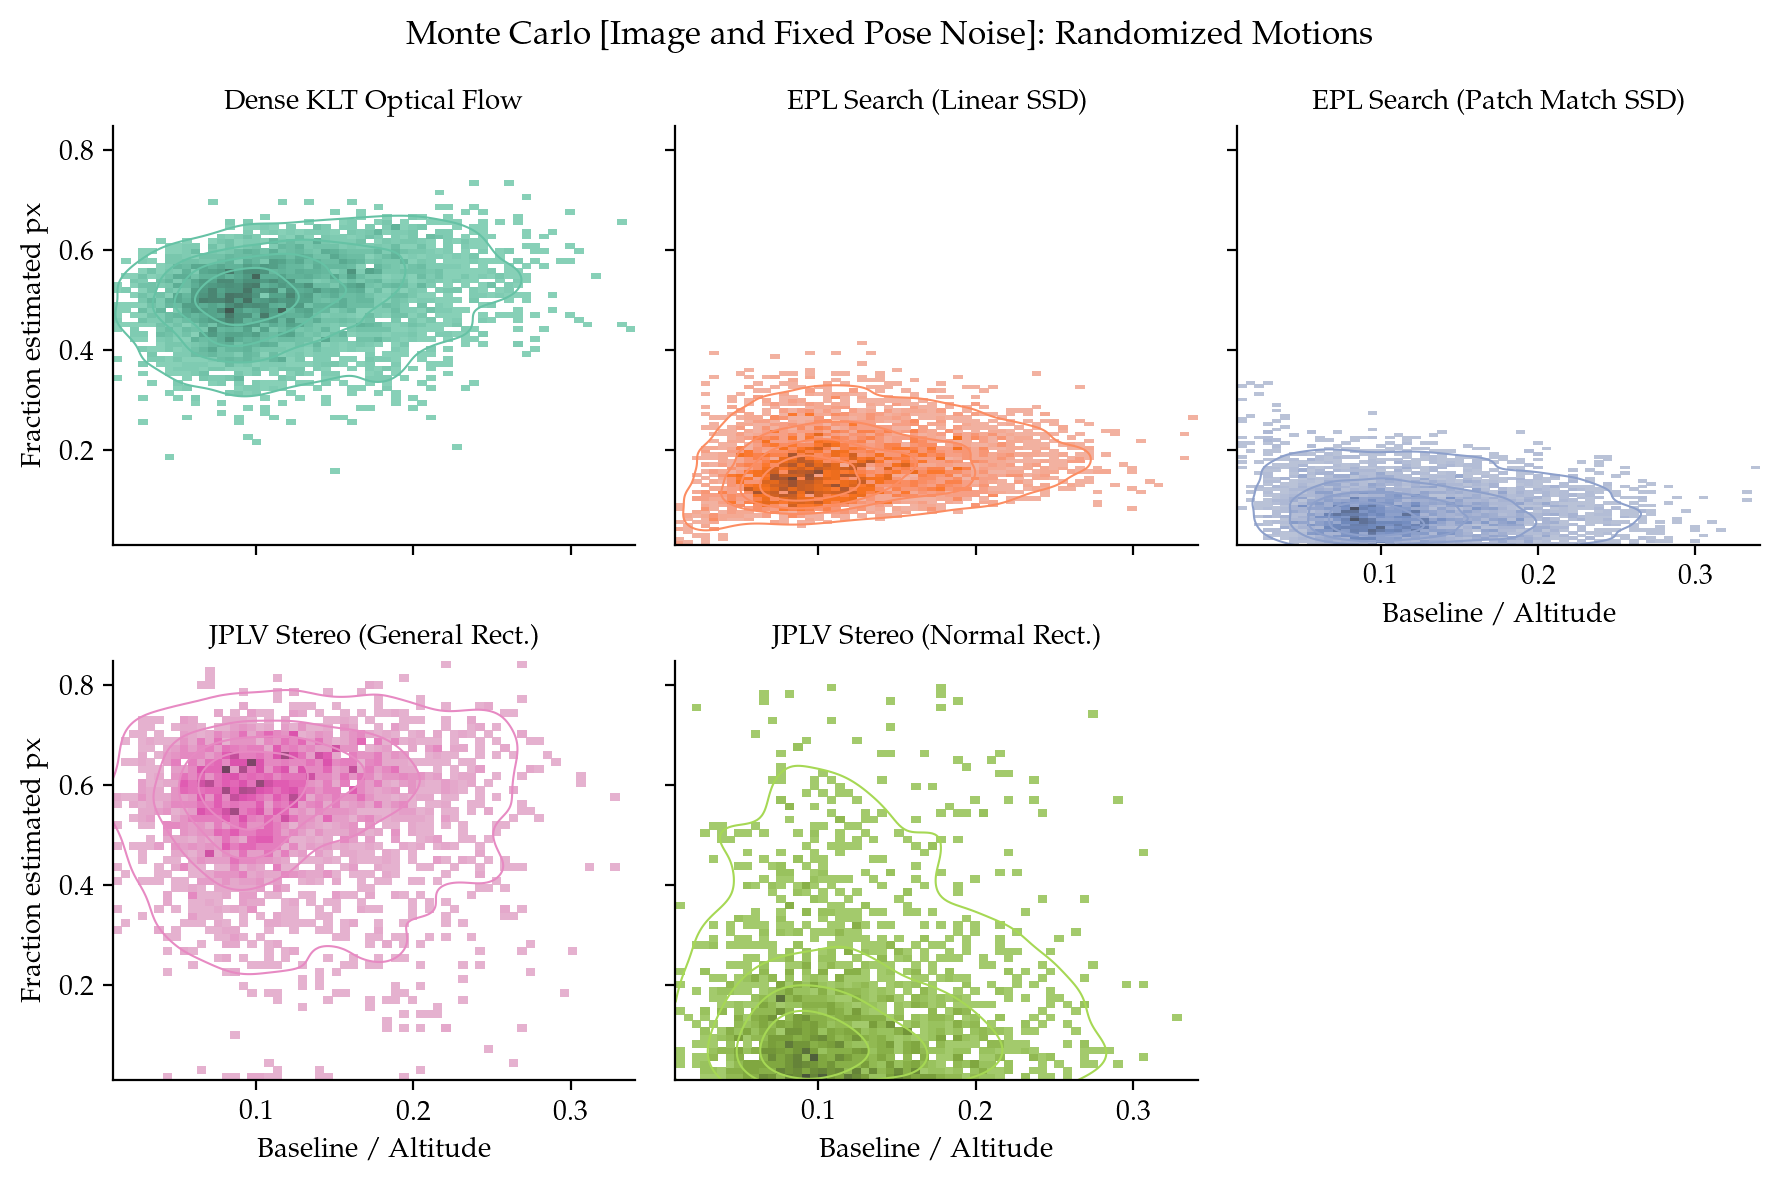 Monte Carlo [Image and Fixed Pose Noise]: Randomized Motions
Dense KLT Optical Flow
EPL Search (Linear SSD)
EPL Search (Patch Match SSD)
Fraction estimated px
0.8
0.6
0.4
0.2
0.1 0.2 0.3
Baseline / Altitude
JPLV Stereo (General Rect.)
JPLV Stereo (Normal Rect.)
Fraction estimated px
0.8
0.6
0.4
0.2
0.1 0.2 0.3
Baseline / Altitude
0.1 0.2 0.3
Baseline / Altitude